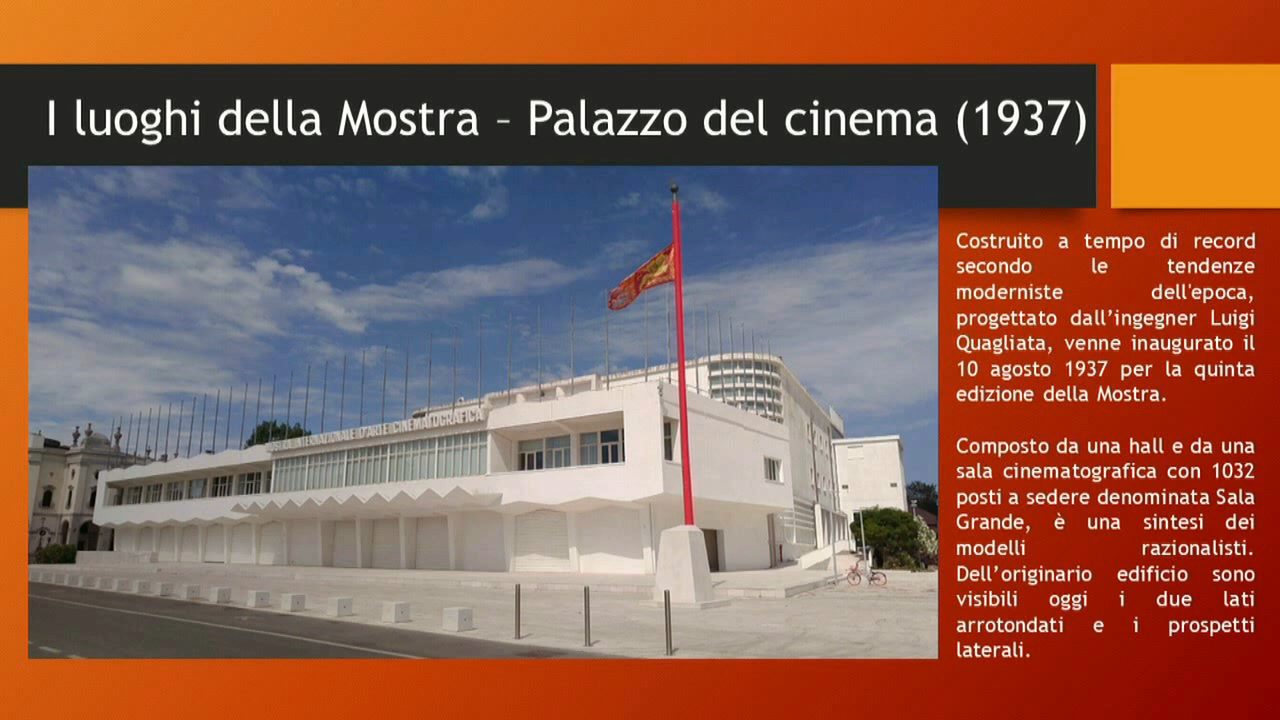 I luoghi della Mostra – Palazzo del cinema (1937)
INTERNAZIONALE D'ARTE CINEMATOGRAFICA
Costruito a tempo di record
secondo le tendenze
moderniste dell'epoca,
progettato dall’ingegner Luigi
Quagliata, venne inaugurato il
10 agosto 1937 per la quinta
edizione della Mostra.
Composto da una hall e da una
sala cinematografica con 1032
posti a sedere denominata Sala
Grande, è una sintesi dei
modelli razionalisti.
Dell’originario edificio sono
visibili oggi i due lati
arrotondati e i prospetti
laterali.